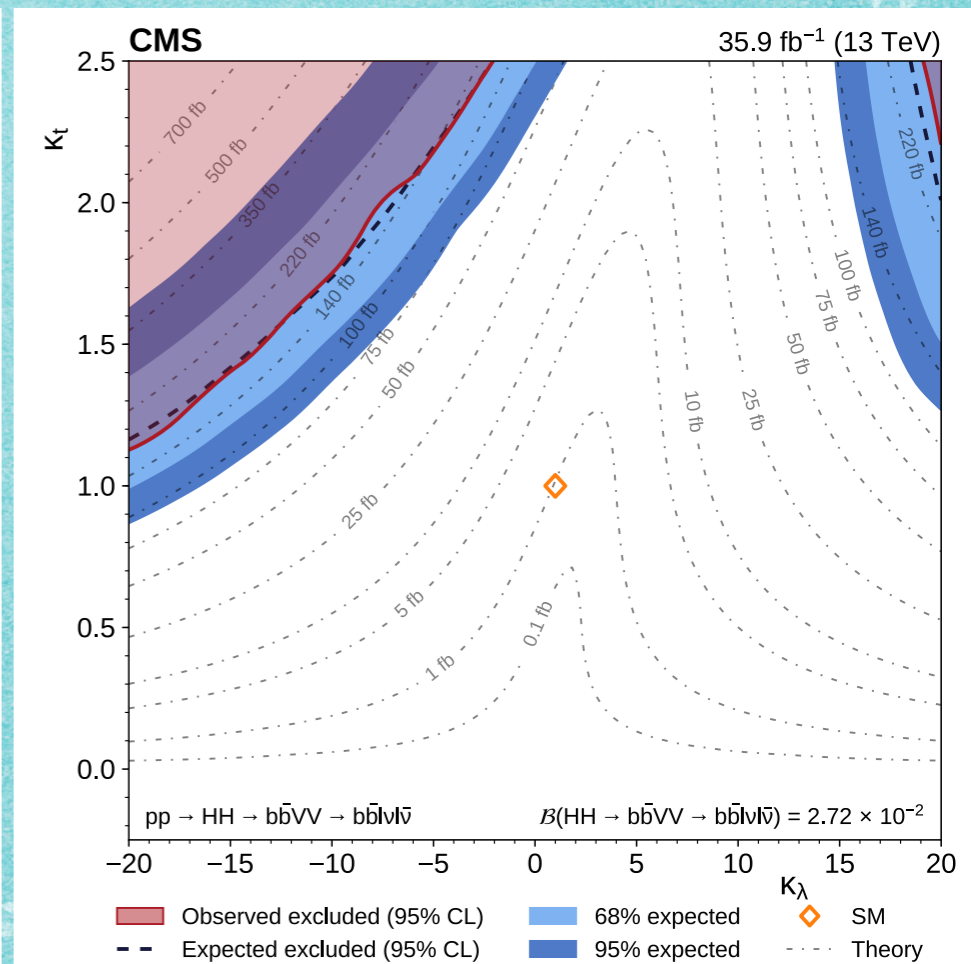 CMS 35.9 fb⁻¹ (13 TeV)
κt
2.5
2.0
1.5
1.0
0.5
0.0
700 fb
500 fb
350 fb
220 fb
140 fb
100 fb
75 fb
50 fb
25 fb
5 fb
1 fb
0.1 fb
10 fb
25 fb
50 fb
75 fb
100 fb
140 fb
220 fb
pp → HH → bb̄VV → bb̄lνlν̄ ℬ(HH → bb̄VV → bb̄lνlν̄) = 2.72 × 10⁻²
−20 −15 −10 −5 0 5 10 15 20
κλ
Observed excluded (95% CL) 68% expected SM
Expected excluded (95% CL) 95% expected Theory